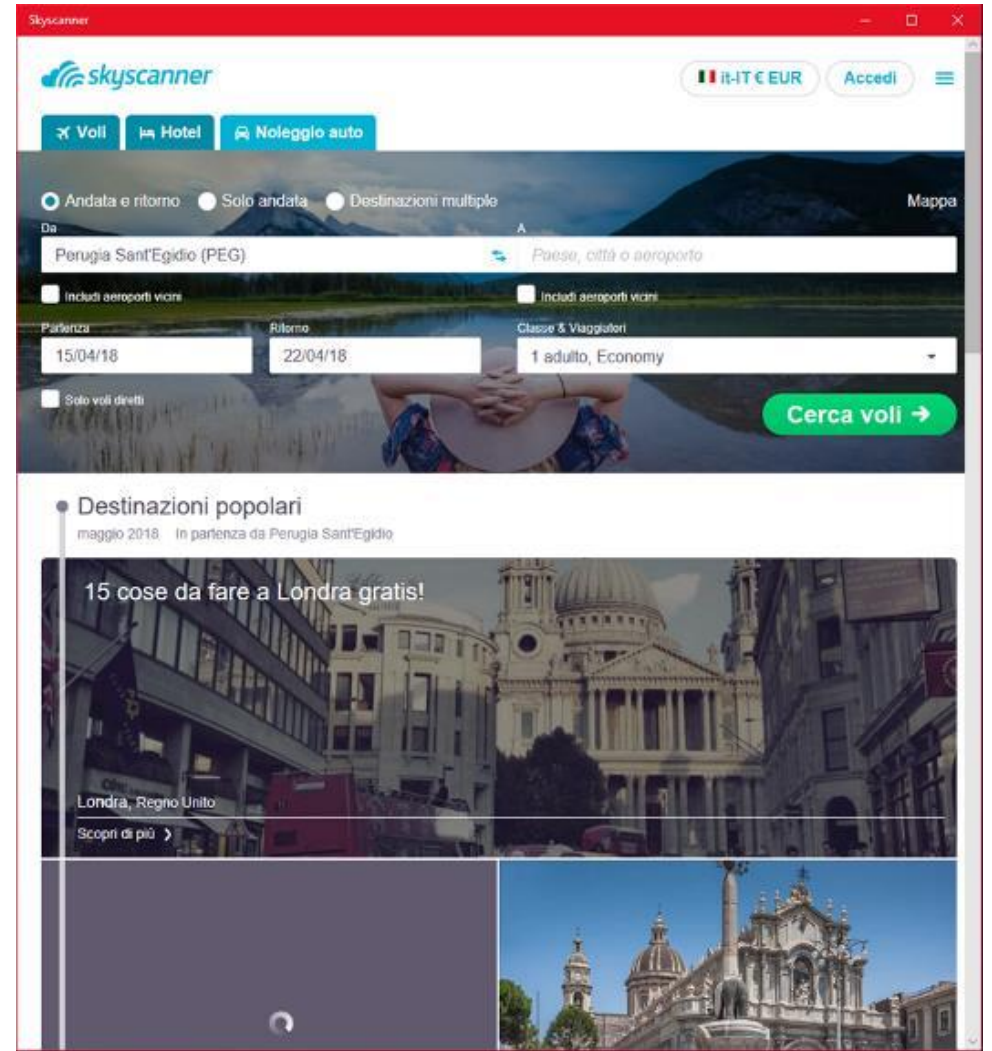 Skyscanner
skyscanner
it-IT € EUR
Accedi
Voli
Hotel
Noleggio auto
Andata e ritorno
Solo andata
Destinazioni multiple
Mappa
Da
A
Perugia Sant'Egidio (PEG)
Paese, città o aeroporto
Includi aeroporti vicini
Includi aeroporti vicini
Partenza
Ritorno
Classe & Viaggiatori
15/04/18
22/04/18
1 adulto, Economy
Solo voli diretti
Cerca voli
Destinazioni popolari
maggio 2018 In partenza da Perugia Sant'Egidio
15 cose da fare a Londra gratis!
Londra, Regno Unito
Scopri di più